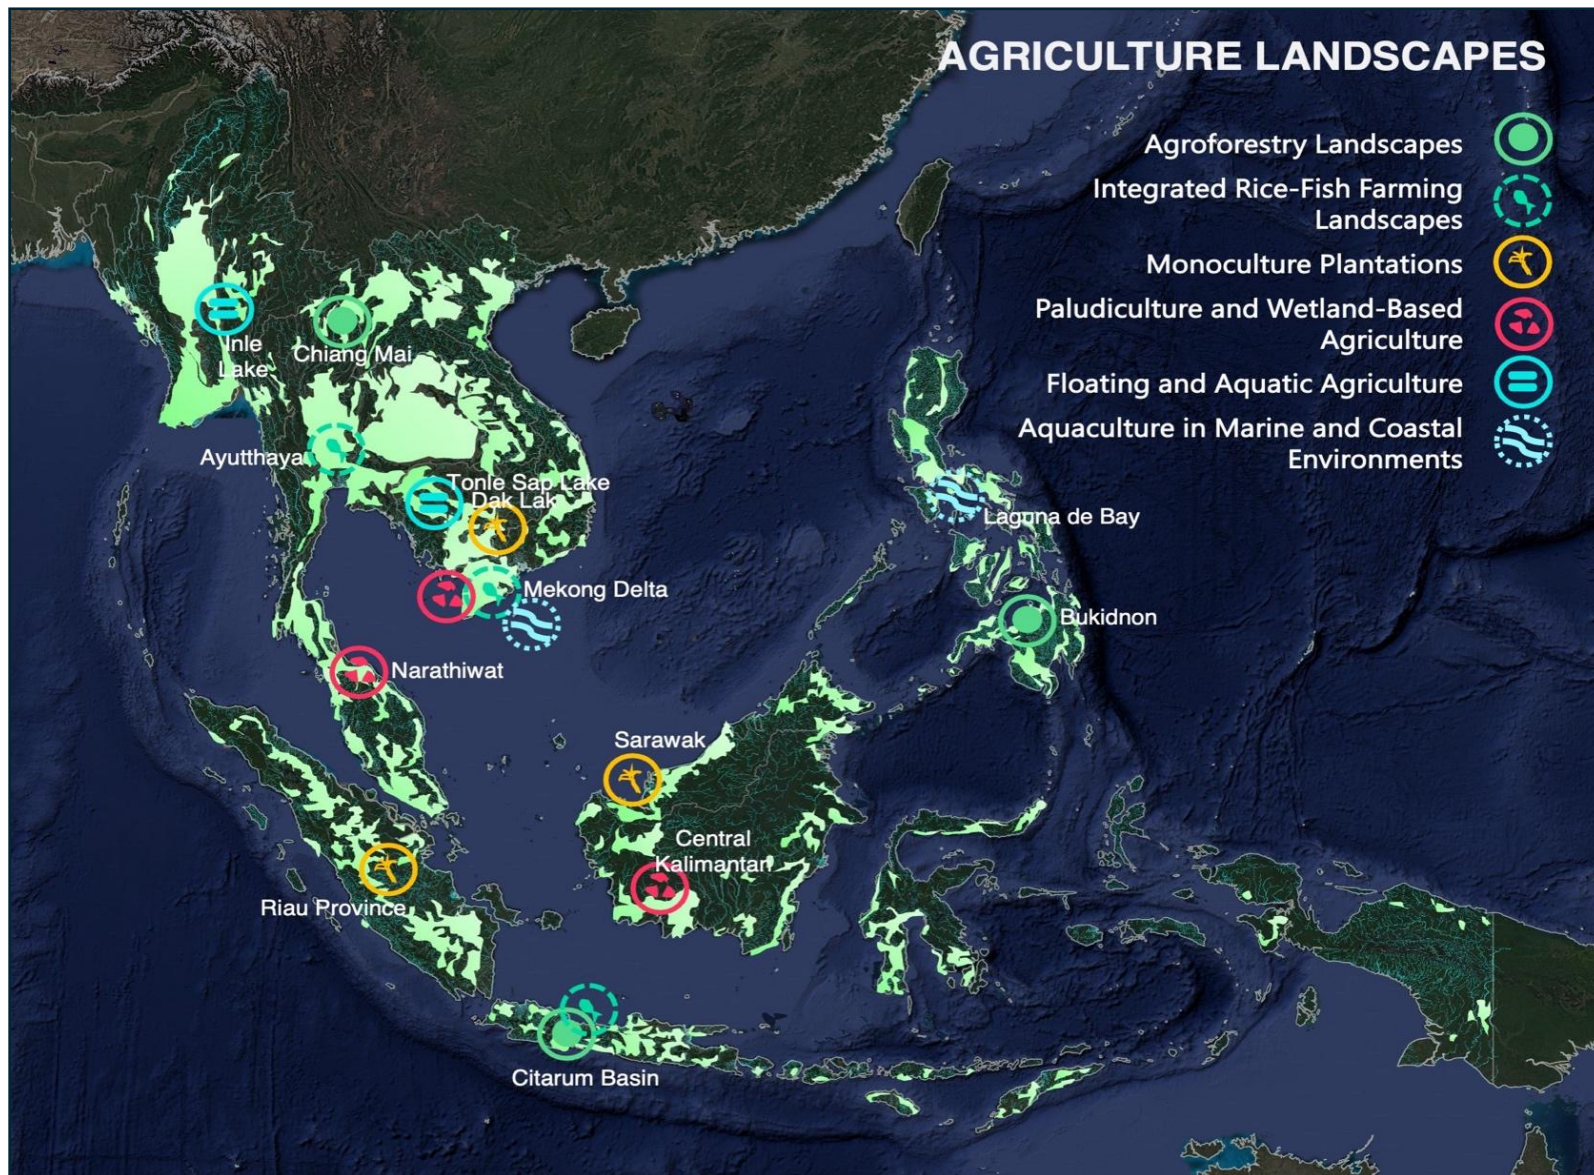 AGRICULTURE LANDSCAPES
Agroforestry Landscapes
Integrated Rice-Fish Farming
Landscapes
Monoculture Plantations
Paludiculture and Wetland-Based
Agriculture
Floating and Aquatic Agriculture
Aquaculture in Marine and Coastal
Environments
Inle
Lake
Chiang Mai
Ayutthaya
Tonle Sap Lake
Dak Lak
Laguna de Bay
Mekong Delta
Bukidnon
Narathiwat
Sarawak
Central
Kalimantan
Riau Province
Citarum Basin